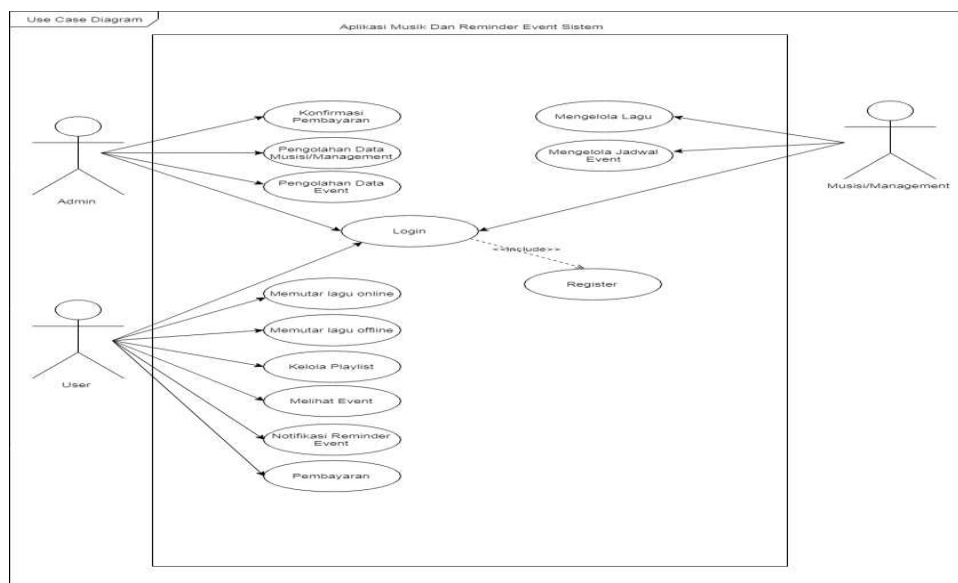 Use Case Diagram
Aplikasi Musik Dan Reminder Event Sistem
Konfirmasi
Pembayaran
Pengolahan Data
Musisi/Management
Pengolahan Data
Event
Admin
Mengelola Lagu
Mengelola Jadwal
Event
Musisi/Management
Login
<<Include>>
Register
Memutar lagu online
Memutar lagu offline
Kelola Playlist
Melihat Event
Notifikasi Reminder
Event
Pembayaran
User